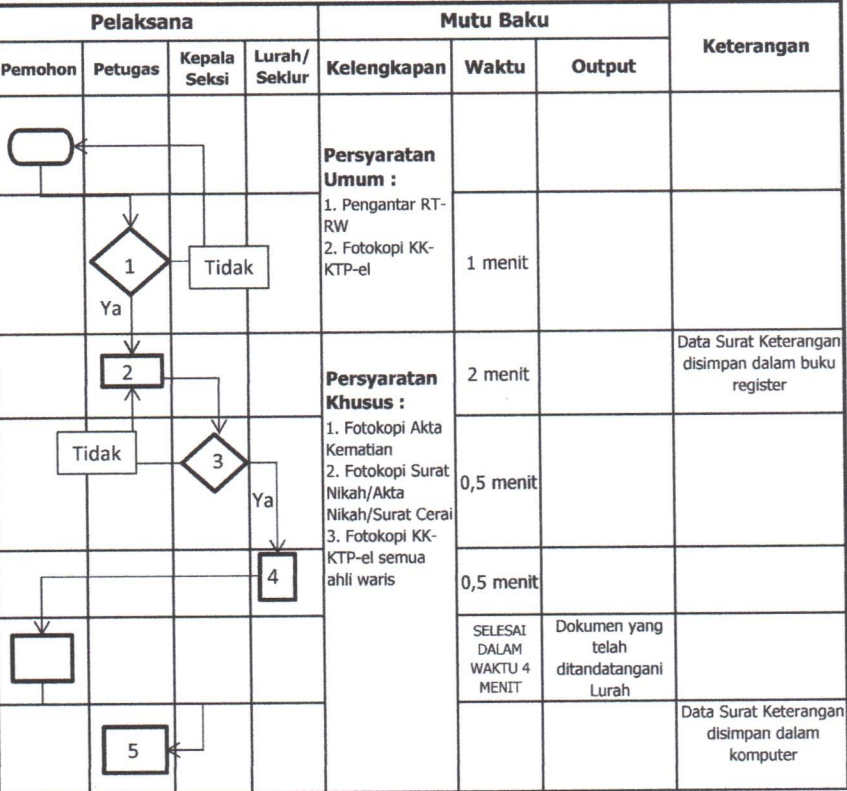 Pelaksana
Mutu Baku
Keterangan
Pemohon
Petugas
Kepala
Seksi
Lurah/
Seklur
Kelengkapan
Waktu
Output
Persyaratan
Umum :
1. Pengantar RT-
RW
2. Fotokopi KK-
KTP-el
1
Tidak
1 menit
Ya
2
Persyaratan
Khusus :
1. Fotokopi Akta
Kematian
2. Fotokopi Surat
Nikah/Akta
Nikah/Surat Cerai
3. Fotokopi KK-
KTP-el semua
ahli waris
2 menit
Data Surat Keterangan
disimpan dalam buku
register
Tidak
3
Ya
0,5 menit
4
0,5 menit
SELESAI
DALAM
WAKTU 4
MENIT
Dokumen yang
telah
ditandatangani
Lurah
5
Data Surat Keterangan
disimpan dalam
komputer